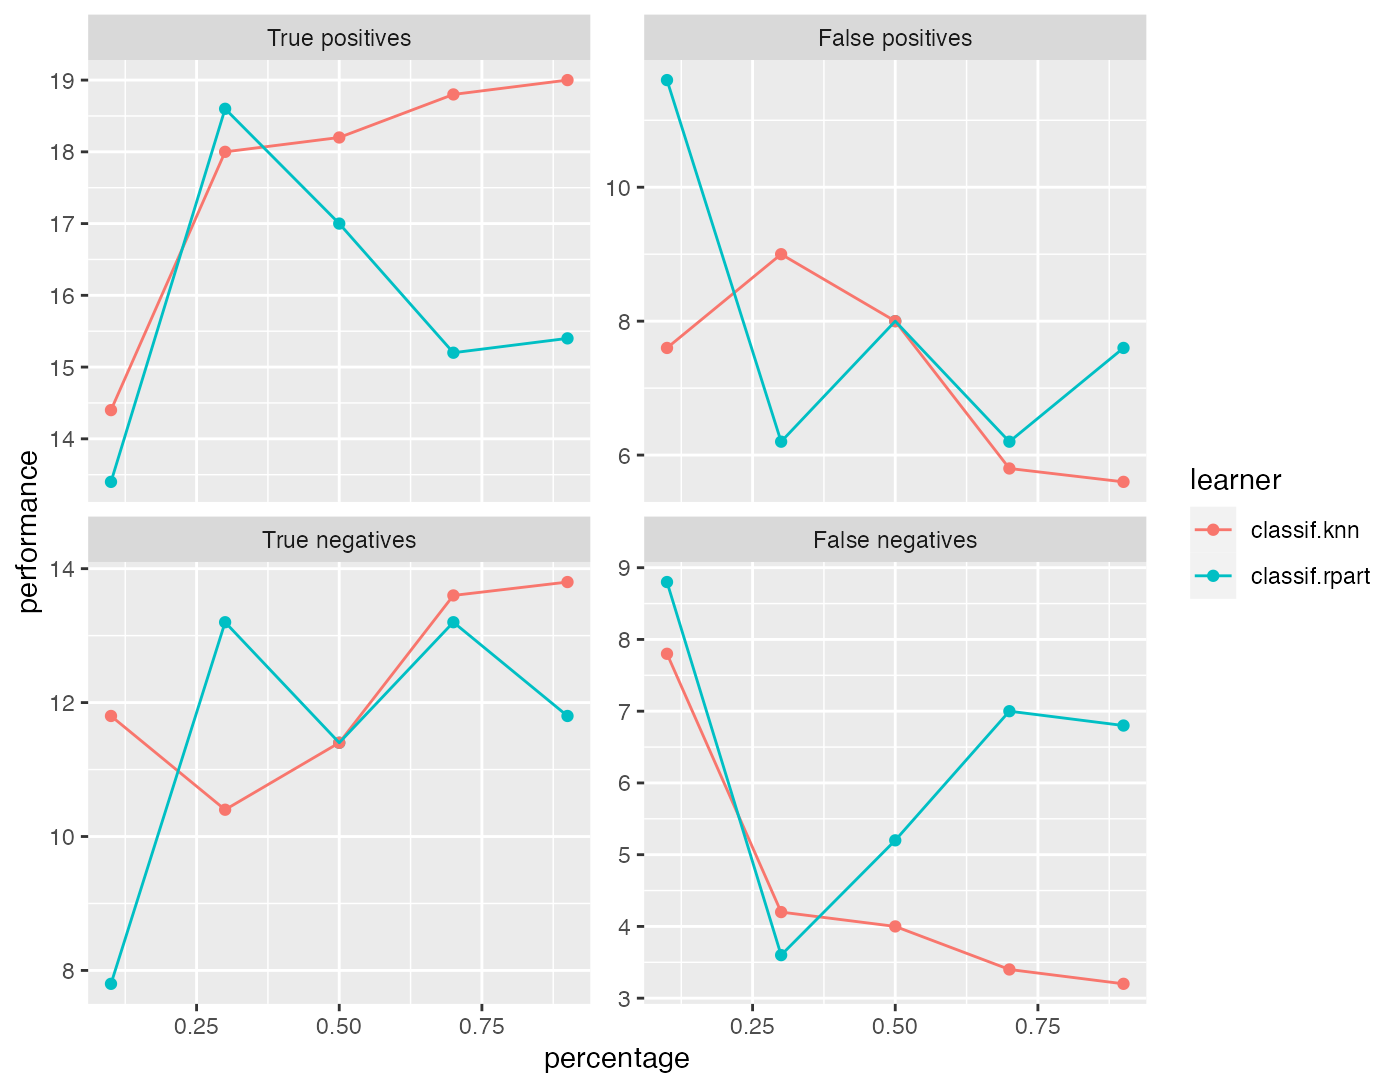 True positives
False positives
19
18
17
16
15
14
10
8
6
True negatives
False negatives
14
12
10
8
9
8
7
6
5
4
3
0.25
0.50
0.75
0.25
0.50
0.75
performance
percentage
learner
classif.knn
classif.rpart